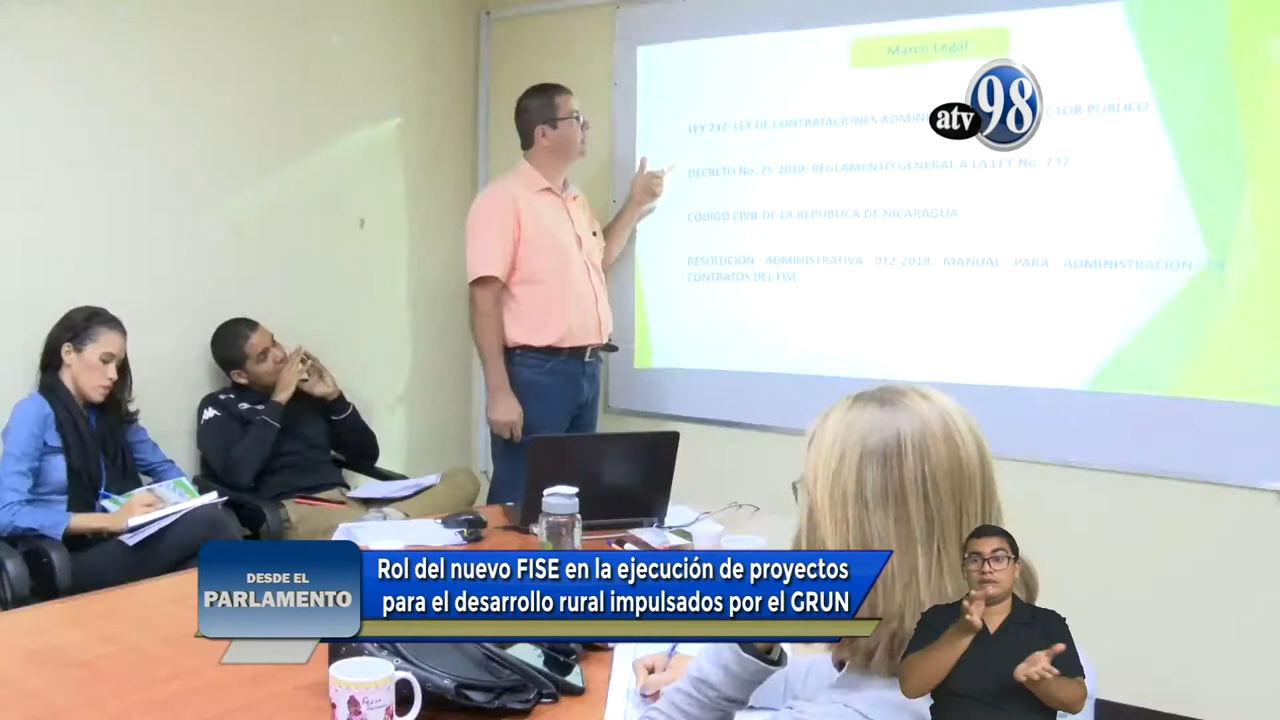 Marco Legal
LEY 737: LEY DE CONTRATACIONES ADMINI CTOR PÚBLICO
atv 98
DECRETO No. 75-2010: REGLAMENTO GENERAL A LA LEY No. 737
CÓDIGO CIVIL DE LA REPÚBLICA DE NICARAGUA
RESOLUCIÓN ADMINISTRATIVA 012-2018 MANUAL PARA ADMINISTRACIÓN
CONTRATOS DEL FISE
DESDE EL
PARLAMENTO
Rol del nuevo FISE en la ejecución de proyectos
para el desarrollo rural impulsados por el GRUN